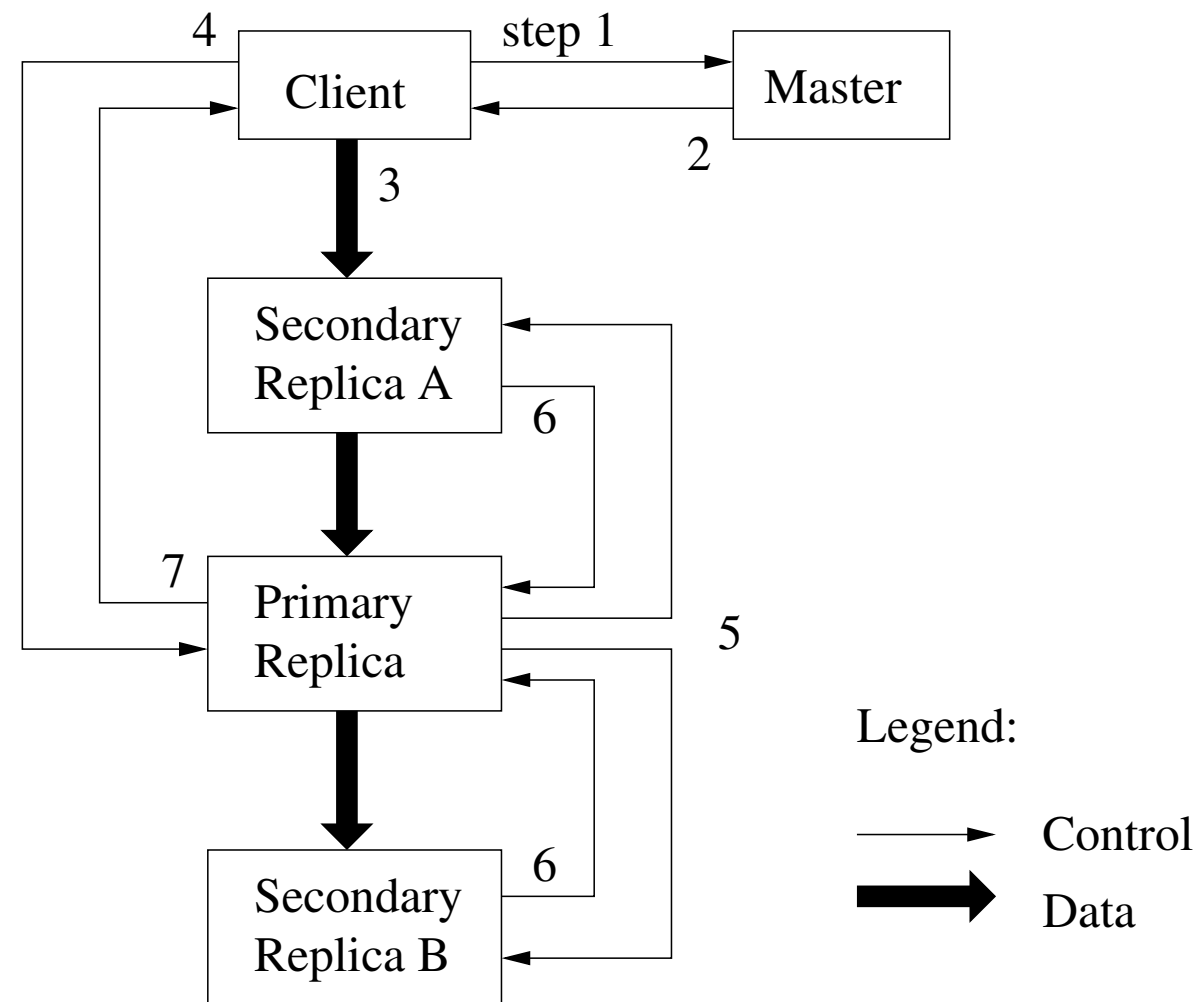 4
step 1
Client
Master
2
3
Secondary
Replica A
6
7
Primary
Replica
5
Legend:
Control
6
Secondary
Replica B
Data